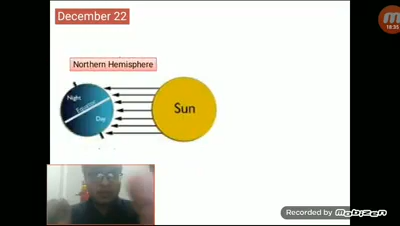 December 22
Northern Hemisphere
Night
Equator
Day
Sun
Recorded by Mobizen